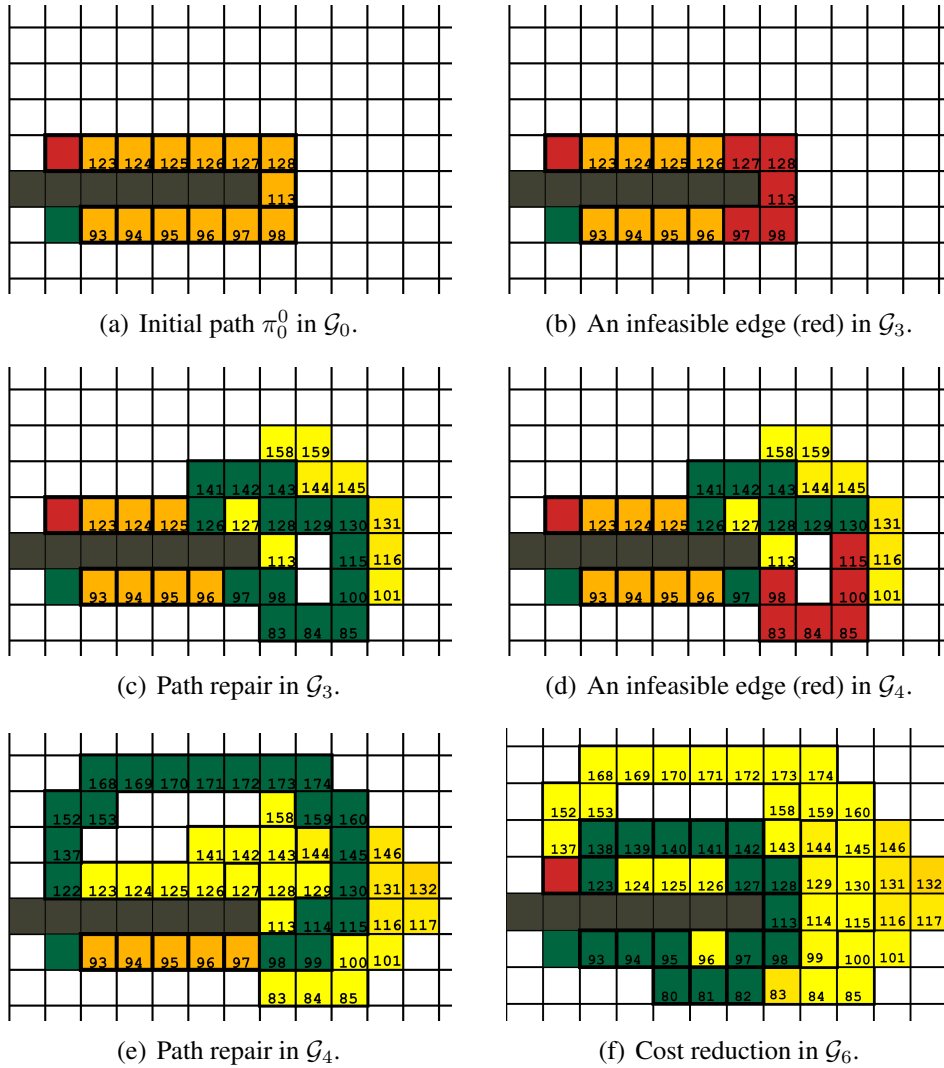 123 124 125 126 127 128
113
93 94 95 96 97 98
(a) Initial path π₀⁰ in 𝒢₀.
123 124 125 126 127 128
113
93 94 95 96 97 98
(b) An infeasible edge (red) in 𝒢₃.
158 159
141 142 143 144 145
123 124 125 126 127 128 129 130 131
113 115 116
93 94 95 96 97 98 100 101
83 84 85
(c) Path repair in 𝒢₃.
158 159
141 142 143 144 145
123 124 125 126 127 128 129 130 131
113 115 116
93 94 95 96 97 98 100 101
83 84 85
(d) An infeasible edge (red) in 𝒢₄.
168 169 170 171 172 173 174
152 153 158 159 160
137 141 142 143 144 145 146
122 123 124 125 126 127 128 129 130 131 132
113 114 115 116 117
93 94 95 96 97 98 99 100 101
83 84 85
(e) Path repair in 𝒢₄.
168 169 170 171 172 173 174
152 153 158 159 160
137 138 139 140 141 142 143 144 145 146
123 124 125 126 127 128 129 130 131 132
113 114 115 116 117
93 94 95 96 97 98 99 100 101
80 81 82 83 84 85
(f) Cost reduction in 𝒢₆.